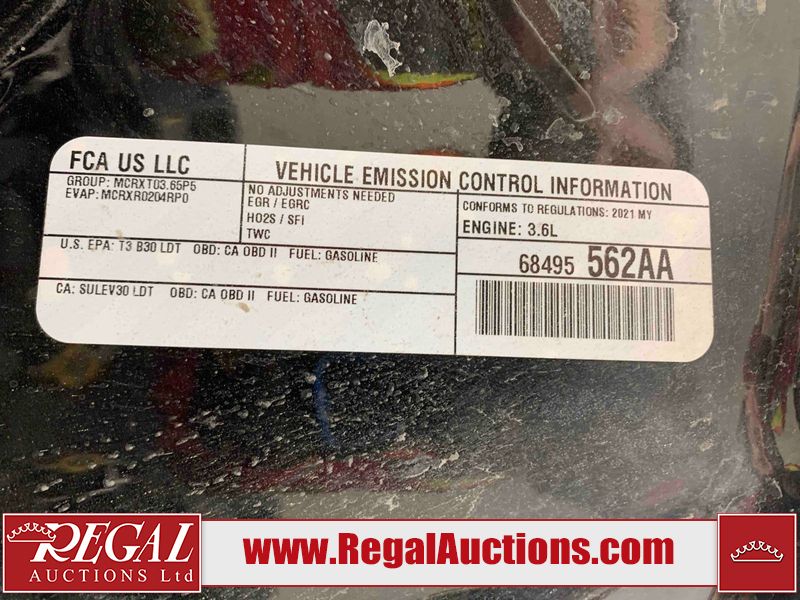 FCA US LLC
GROUP: MCRXT03.65P5
EVAP: MCRXR0204RP0
VEHICLE EMISSION CONTROL INFORMATION
NO ADJUSTMENTS NEEDED
EGR / EGRC
HO2S / SFI
TWC
CONFORMS TO REGULATIONS: 2021 MY
ENGINE: 3.6L
U.S. EPA: T3 B30 LDT OBD: CA OBD II FUEL: GASOLINE
68495 562AA
CA: SULEV30 LDT OBD: CA OBD II FUEL: GASOLINE
REGAL
AUCTIONS Ltd
www.RegalAuctions.com